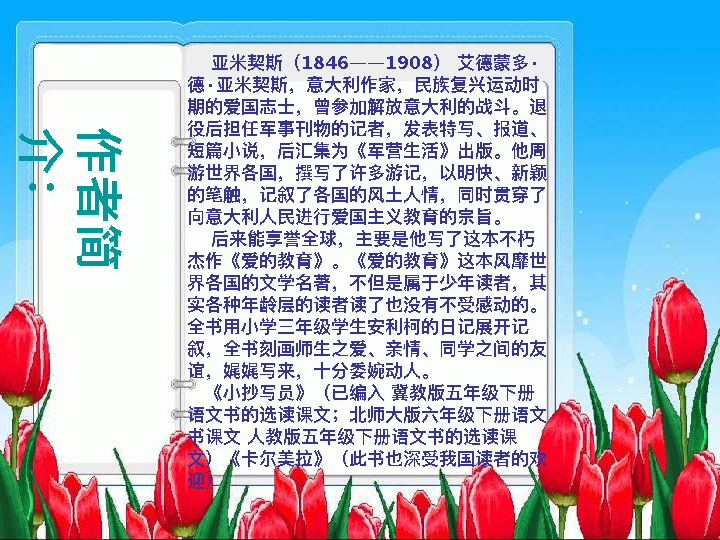 作者简
介：
亚米契斯（1846——1908） 艾德蒙多·
德·亚米契斯，意大利作家，民族复兴运动时
期的爱国志士，曾参加解放意大利的战斗。退
役后担任军事刊物的记者，发表特写、报道、
短篇小说，后汇集为《军营生活》出版。他周
游世界各国，撰写了许多游记，以明快、新颖
的笔触，记叙了各国的风土人情，同时贯穿了
向意大利人民进行爱国主义教育的宗旨。
后来能享誉全球，主要是他写了这本不朽
杰作《爱的教育》。《爱的教育》这本风靡世
界各国的文学名著，不但是属于少年读者，其
实各种年龄层的读者读了也没有不受感动的。
全书用小学三年级学生安利柯的日记展开记
叙，全书刻画师生之爱、亲情、同学之间的友
谊，娓娓写来，十分委婉动人。
《小抄写员》（已编入 冀教版五年级下册
语文书的选读课文；北师大版六年级下册语文
书课文 人教版五年级下册语文书的选读课
文）《卡尔美拉》（此书也深受我国读者的欢
迎）